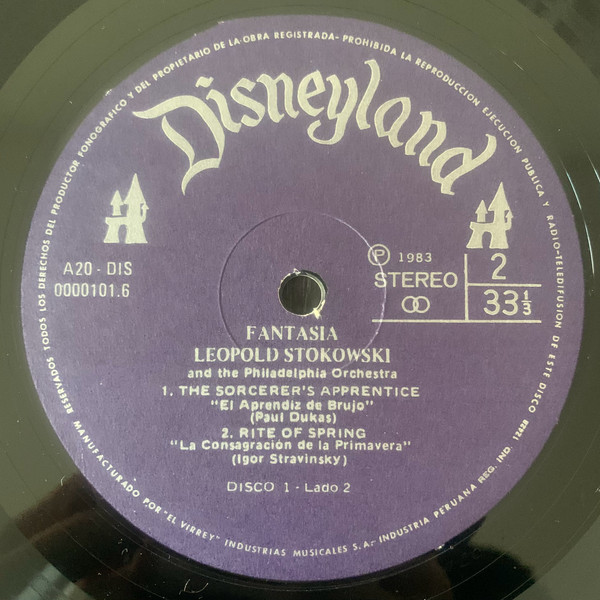 RESERVADOS TODOS LOS DERECHOS DEL PRODUCTOR FONOGRAFICO Y DEL PROPIETARIO DE LA OBRA REGISTRADA- PROHIBIDA LA REPRODUCCION EJECUCION PUBLICA Y RADIO-TELEDIFUSION DE ESTE DISCO
Disneyland
A20 - DIS
0000101.6
Ⓟ 1983
STEREO
2
33⅓
FANTASIA
LEOPOLD STOKOWSKI
and the Philadelphia Orchestra
1. THE SORCERER'S APPRENTICE
"El Aprendiz de Brujo"
(Paul Dukas)
2. RITE OF SPRING
"La Consagración de la Primavera"
(Igor Stravinsky)
DISCO 1 - Lado 2
MANUFACTURADO POR "EL VIRREY" INDUSTRIAS MUSICALES S.A.- INDUSTRIA PERUANA REG. IND. 12428